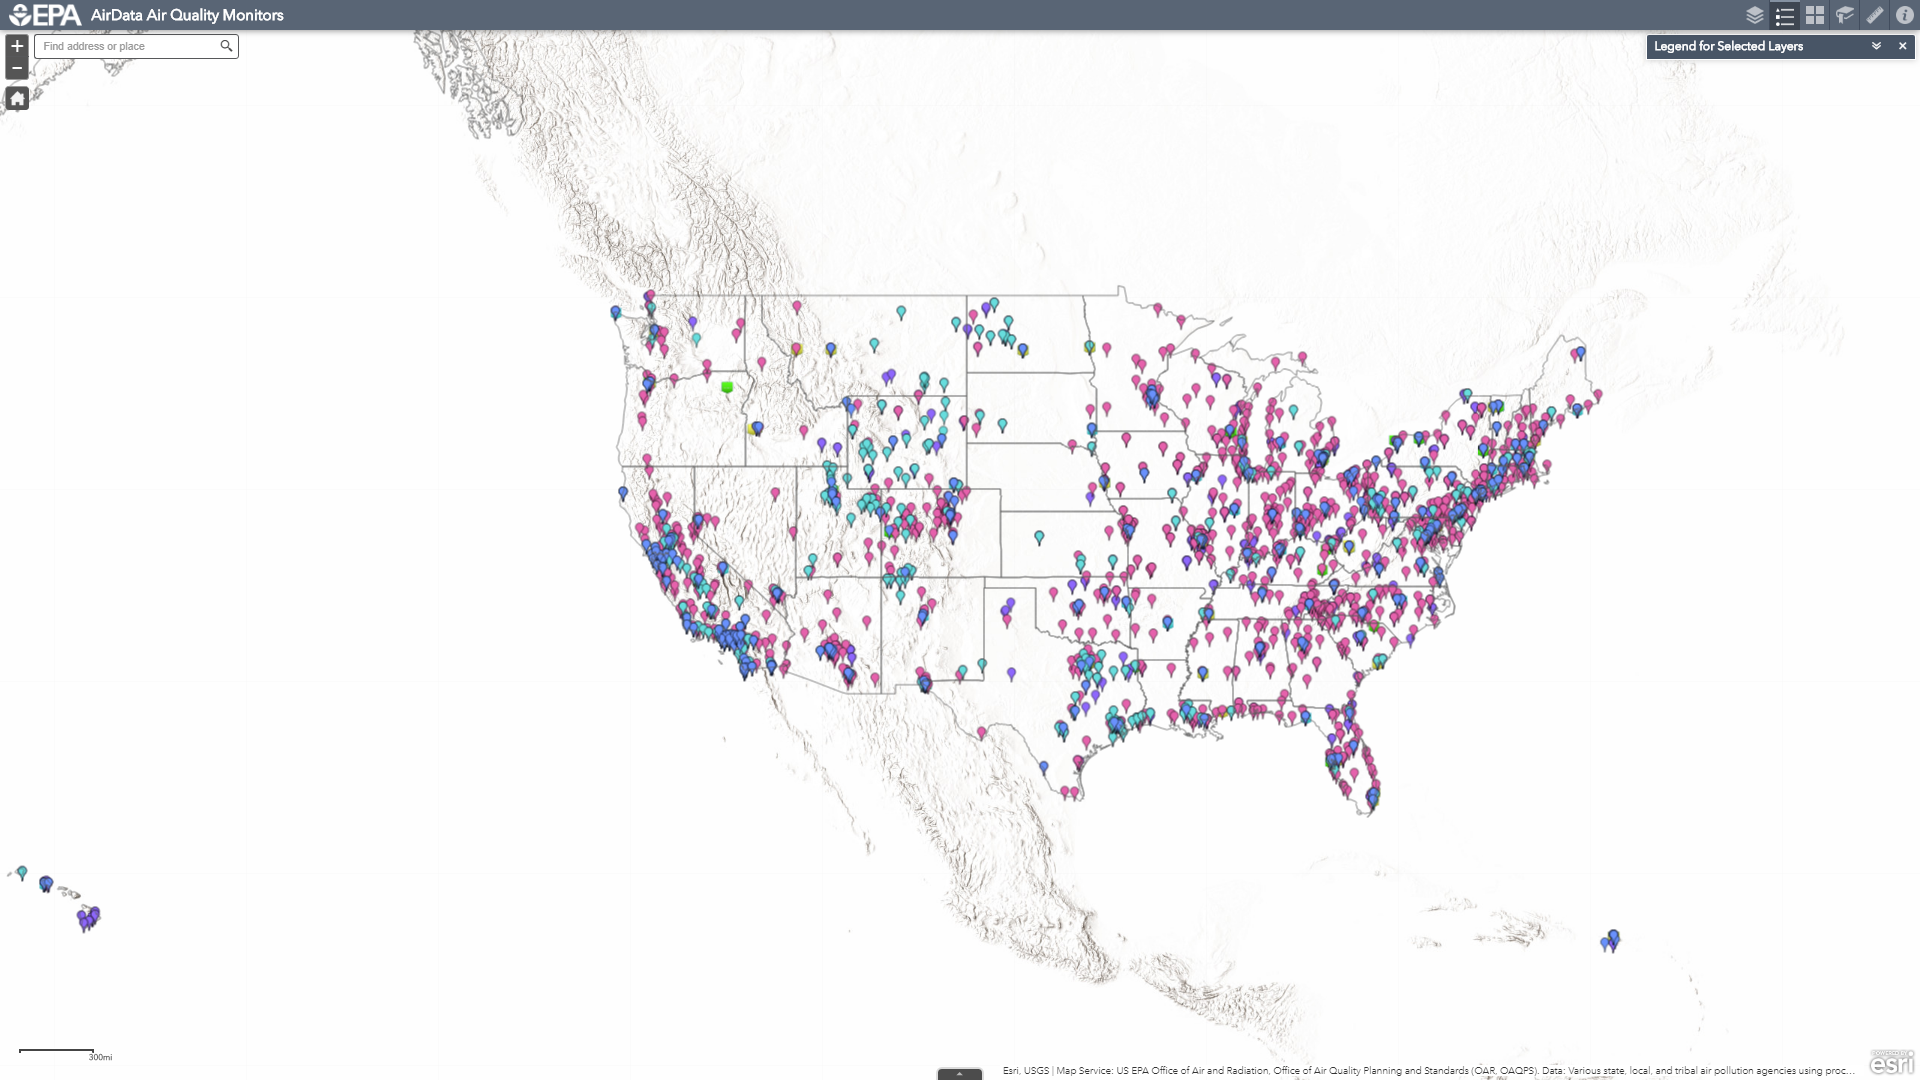 EPA AirData Air Quality Monitors
+
Find address or place
−
Legend for Selected Layers
300mi
Esri, USGS | Map Service: US EPA Office of Air and Radiation, Office of Air Quality Planning and Standards (OAR, OAQPS). Data: Various state, local, and tribal air pollution agencies using proc...
POWERED BY
esri